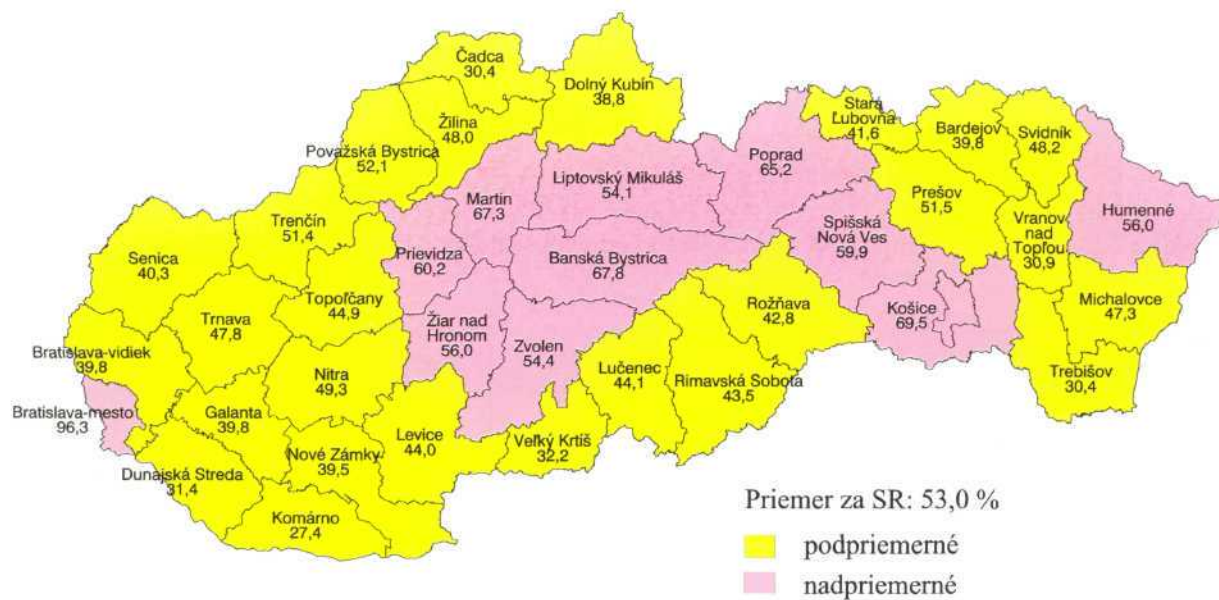 Čadca
30,4
Dolný Kubín
38,8
Žilina
48,0
Považská Bystrica
52,1
Stará
Ľubovňa
41,6
Bardejov
39,8
Svidník
48,2
Poprad
65,2
Liptovský Mikuláš
54,1
Martin
67,3
Prešov
51,5
Humenné
56,0
Vranov
nad
Topľou
30,9
Trenčín
51,4
Spišská
Nová Ves
59,9
Prievidza
60,2
Banská Bystrica
67,8
Senica
40,3
Topoľčany
44,9
Rožňava
42,8
Michalovce
47,3
Košice
69,5
Trnava
47,8
Žiar nad
Hronom
56,0
Zvolen
54,4
Bratislava-vidiek
39,8
Lučenec
44,1
Rimavská Sobota
43,5
Trebišov
30,4
Nitra
49,3
Bratislava-mesto
96,3
Galanta
39,8
Levice
44,0
Veľký Krtíš
32,2
Nové Zámky
39,5
Dunajská Streda
31,4
Komárno
27,4
Priemer za SR: 53,0 %
podpriemerné
nadpriemerné